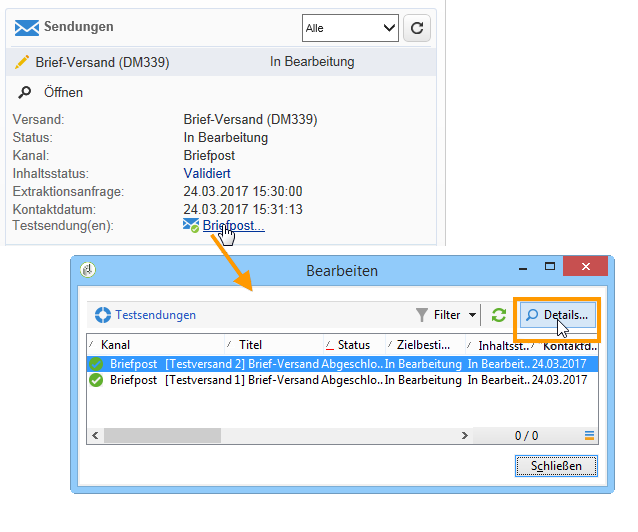 Sendungen
Alle
Brief-Versand (DM339) In Bearbeitung
Öffnen
Versand: Brief-Versand (DM339)
Status: In Bearbeitung
Kanal: Briefpost
Inhaltsstatus: Validiert
Extraktionsanfrage: 24.03.2017 15:30:00
Kontaktdatum: 24.03.2017 15:31:13
Testsendung(en): Briefpost...
Bearbeiten
Testsendungen Filter Details...
Kanal Titel Status Zielbesti... Inhaltsst... Kontaktd...
Briefpost [Testversand 2] Brief-Versand Abgeschlo... In Bearbeitung In Bearbeit... 24.03.2017
Briefpost [Testversand 1] Brief-Versand Abgeschlo... In Bearbeitung In Bearbeit... 24.03.2017
0 / 0
Schließen